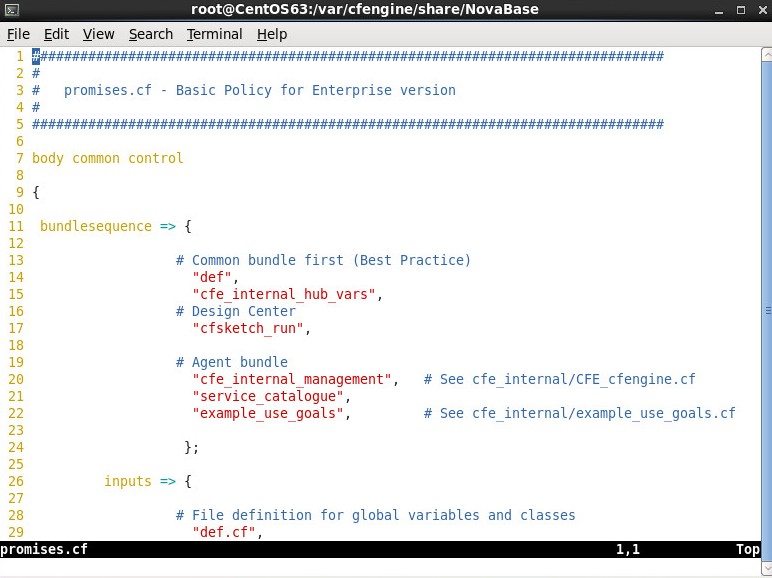 root@CentOS63:/var/cfengine/share/NovaBase
File Edit View Search Terminal Help
1 ###############################################################################
2 #
3 #   promises.cf - Basic Policy for Enterprise version
4 #
5 ###############################################################################
6
7 body common control
8
9 {
10
11  bundlesequence => {
12
13                   # Common bundle first (Best Practice)
14                     "def",
15                     "cfe_internal_hub_vars",
16                   # Design Center
17                     "cfsketch_run",
18
19                   # Agent bundle
20                     "cfe_internal_management",   # See cfe_internal/CFE_cfengine.cf
21                     "service_catalogue",
22                     "example_use_goals",         # See cfe_internal/example_use_goals.cf
23
24                    };
25
26          inputs => {
27
28                   # File definition for global variables and classes
29                     "def.cf",
promises.cf 1,1 Top